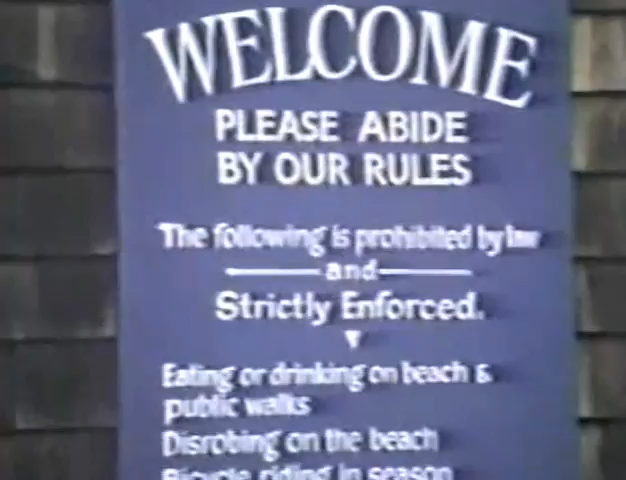 WELCOME
PLEASE ABIDE
BY OUR RULES
The following is prohibited by law
and
Strictly Enforced.
Eating or drinking on beach &
public walks
Disrobing on the beach
Bicycle riding in season